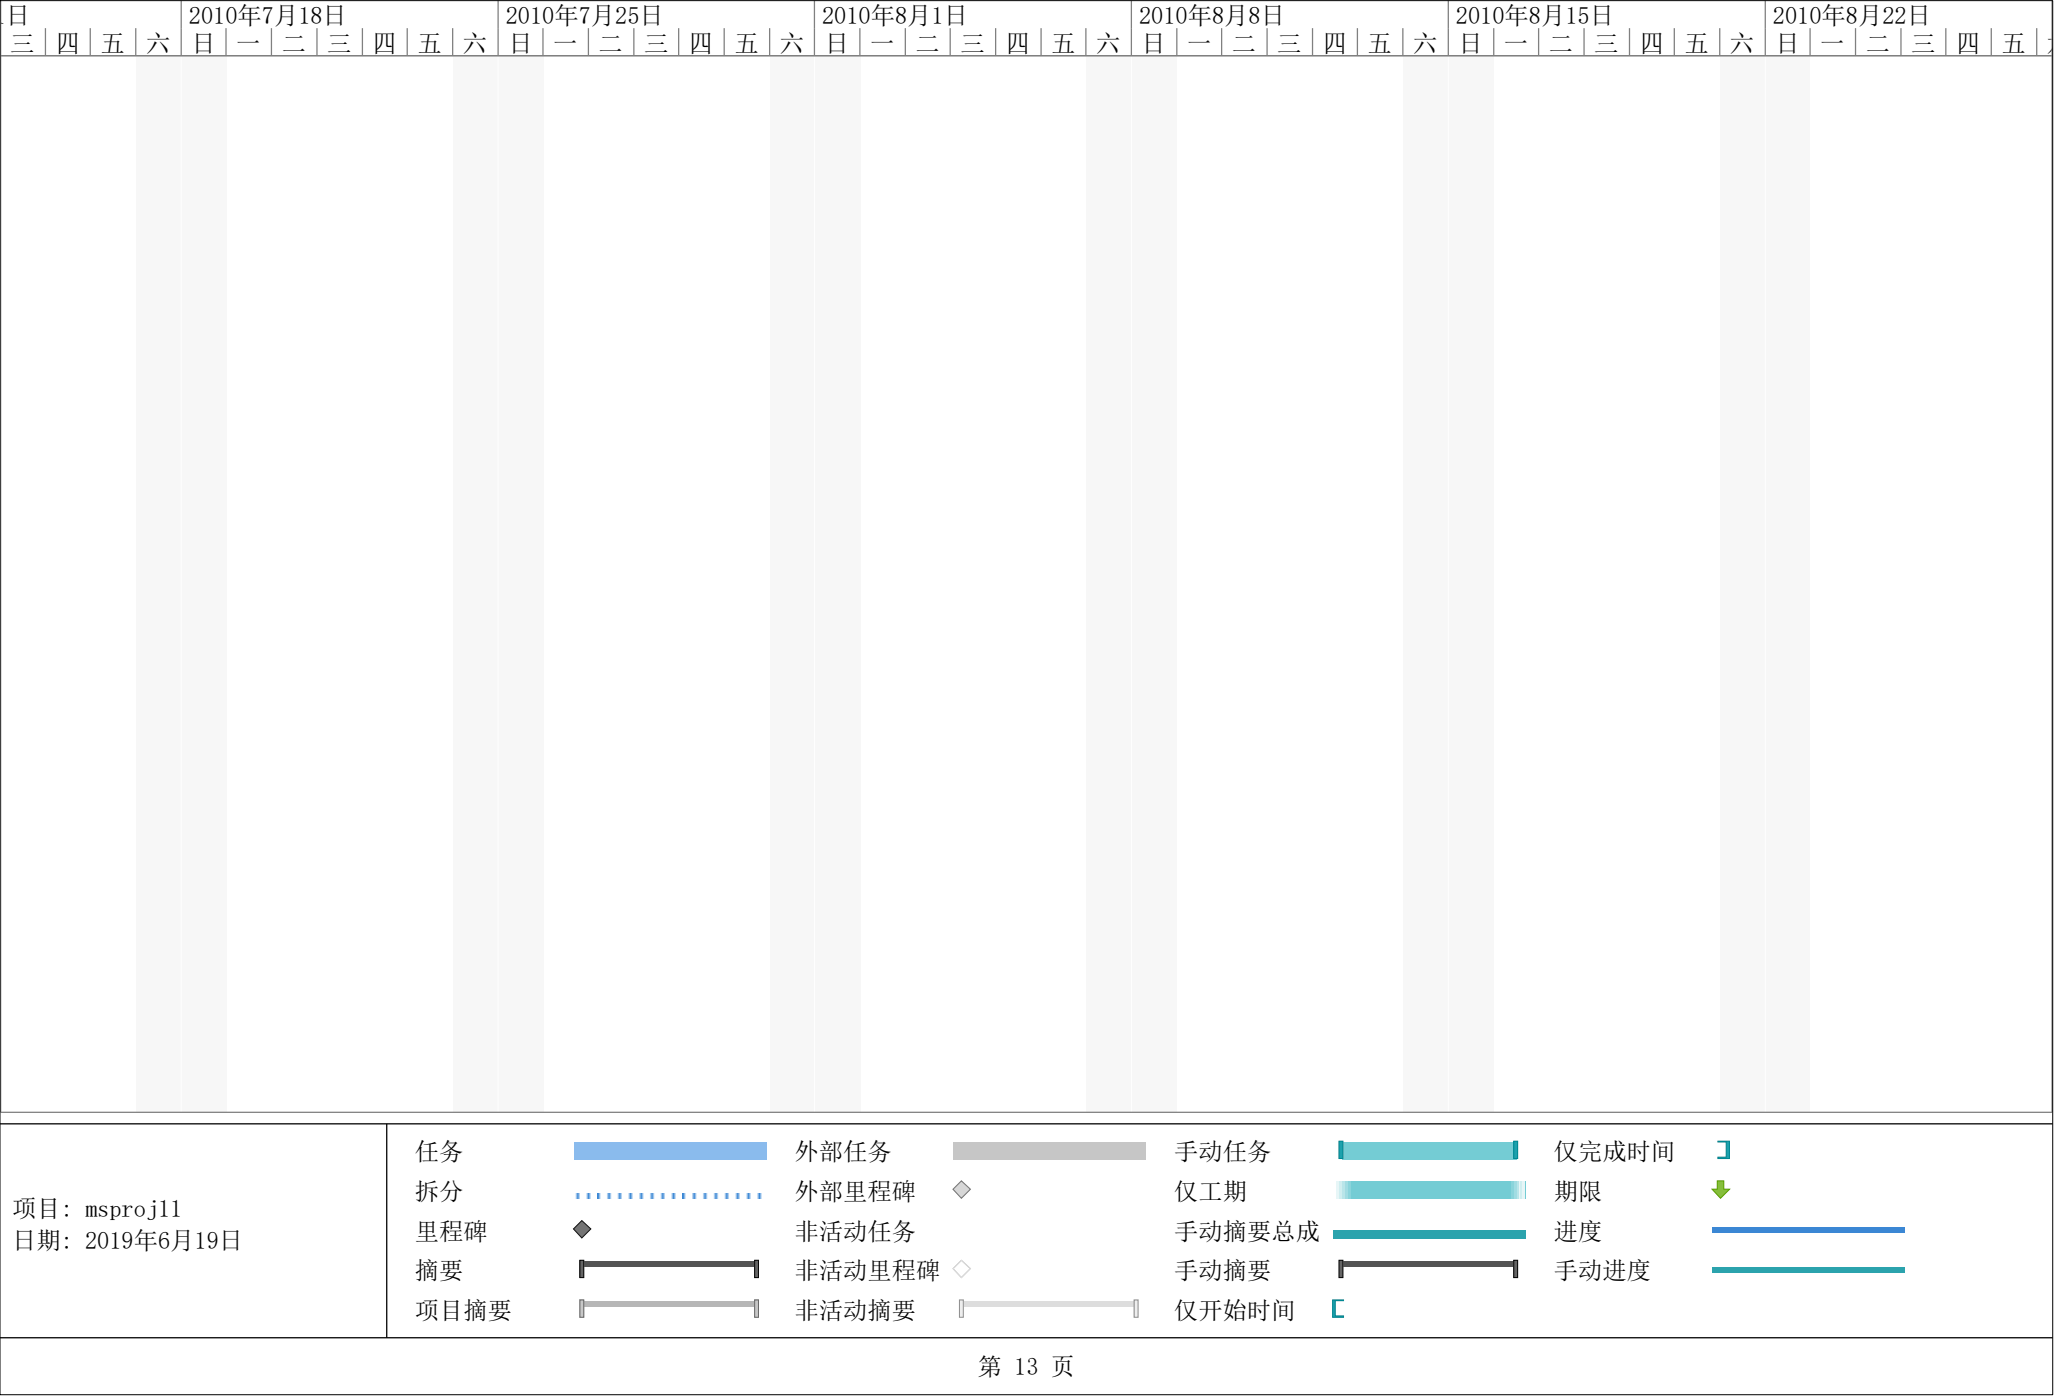 日 2010年7月18日 2010年7月25日 2010年8月1日 2010年8月8日 2010年8月15日 2010年8月22日
三 四 五 六 日 一 二 三 四 五 六 日 一 二 三 四 五 六 日 一 二 三 四 五 六 日 一 二 三 四 五 六 日 一 二 三 四 五 六 日 一 二 三 四 五
项目: msproj11
日期: 2019年6月19日
任务
拆分
里程碑
摘要
项目摘要
外部任务
外部里程碑
非活动任务
非活动里程碑
非活动摘要
手动任务
仅工期
手动摘要总成
手动摘要
仅开始时间
仅完成时间
期限
进度
手动进度
第 13 页